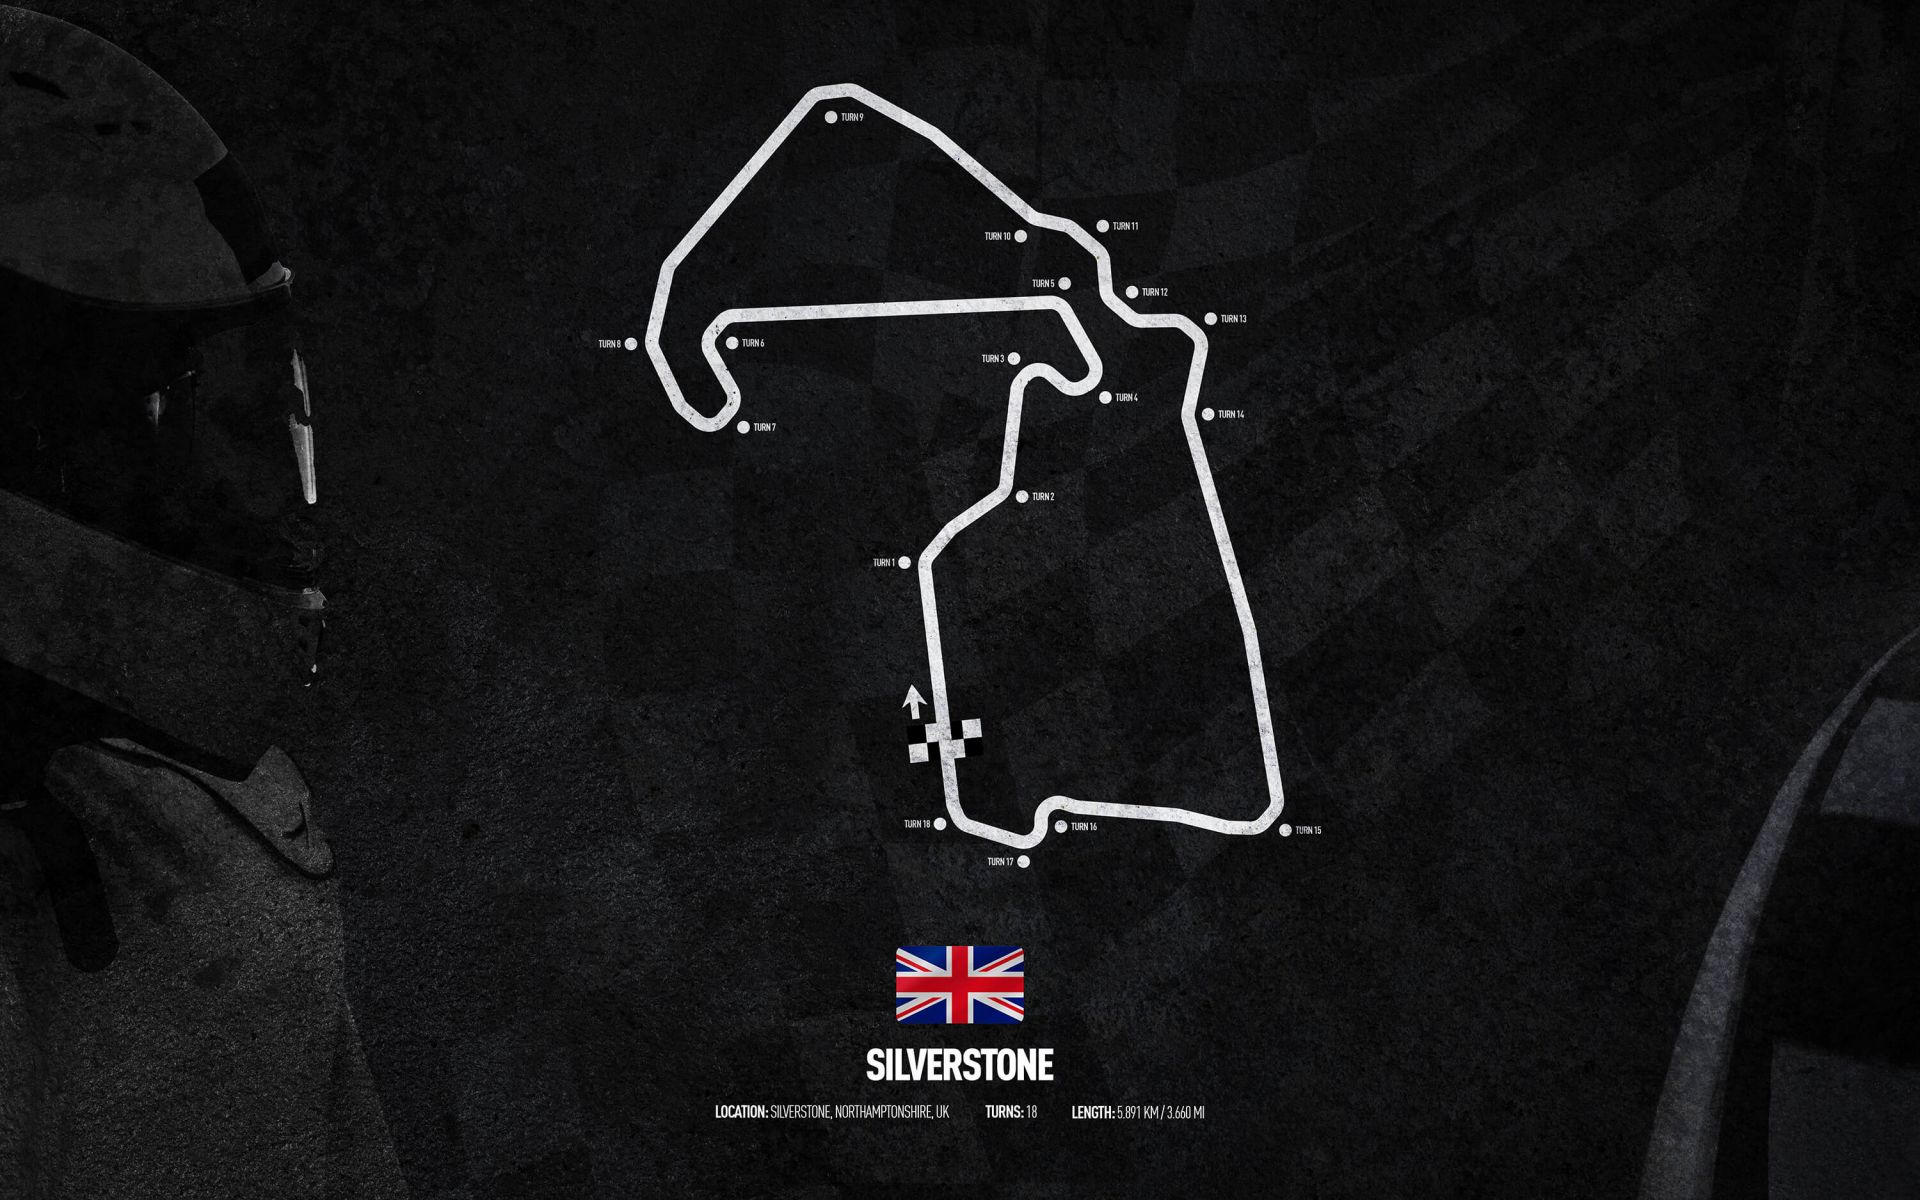 TURN 9
TURN 11
TURN 10
TURN 5
TURN 12
TURN 13
TURN 8
TURN 6
TURN 3
TURN 4
TURN 14
TURN 7
TURN 2
TURN 1
TURN 18
TURN 16
TURN 15
TURN 17
SILVERSTONE
LOCATION: SILVERSTONE, NORTHAMPTONSHIRE, UK TURNS: 18 LENGTH: 5.891 KM / 3.660 MI